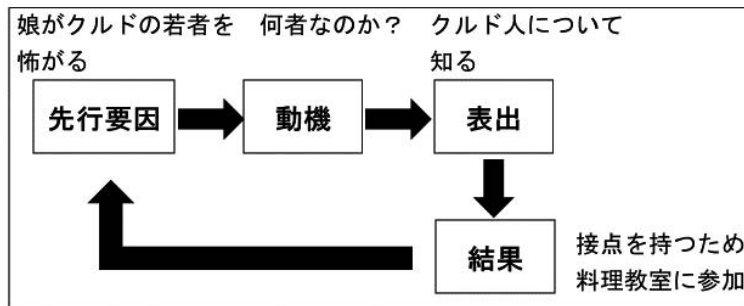 娘がクルドの若者を
怖がる
何者なのか？
クルド人について
知る
先行要因
動機
表出
結果
接点を持つため
料理教室に参加